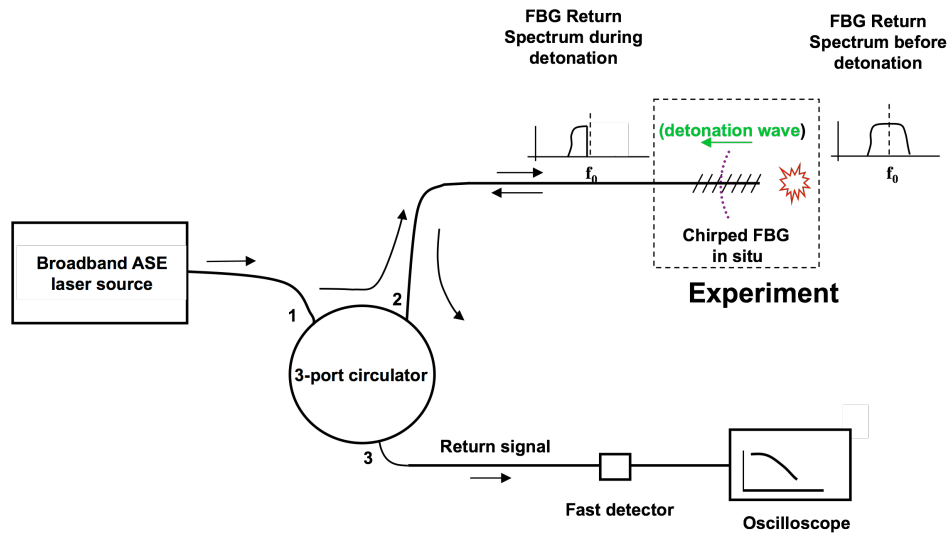 FBG Return
Spectrum during
detonation
FBG Return
Spectrum before
detonation
(detonation wave)
f0
f0
Chirped FBG
in situ
Experiment
Broadband ASE
laser source
1
2
3-port circulator
3
Return signal
Fast detector
Oscilloscope